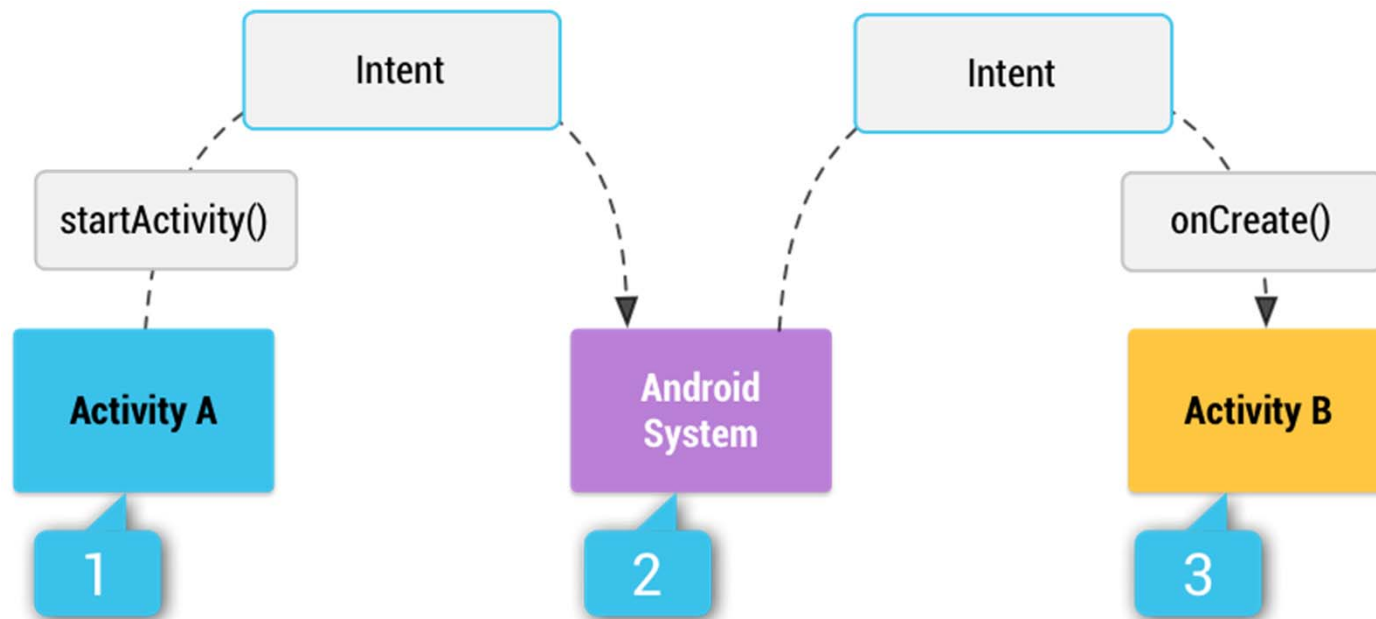 Intent
Intent
startActivity()
onCreate()
Activity A
Android
System
Activity B
1
2
3